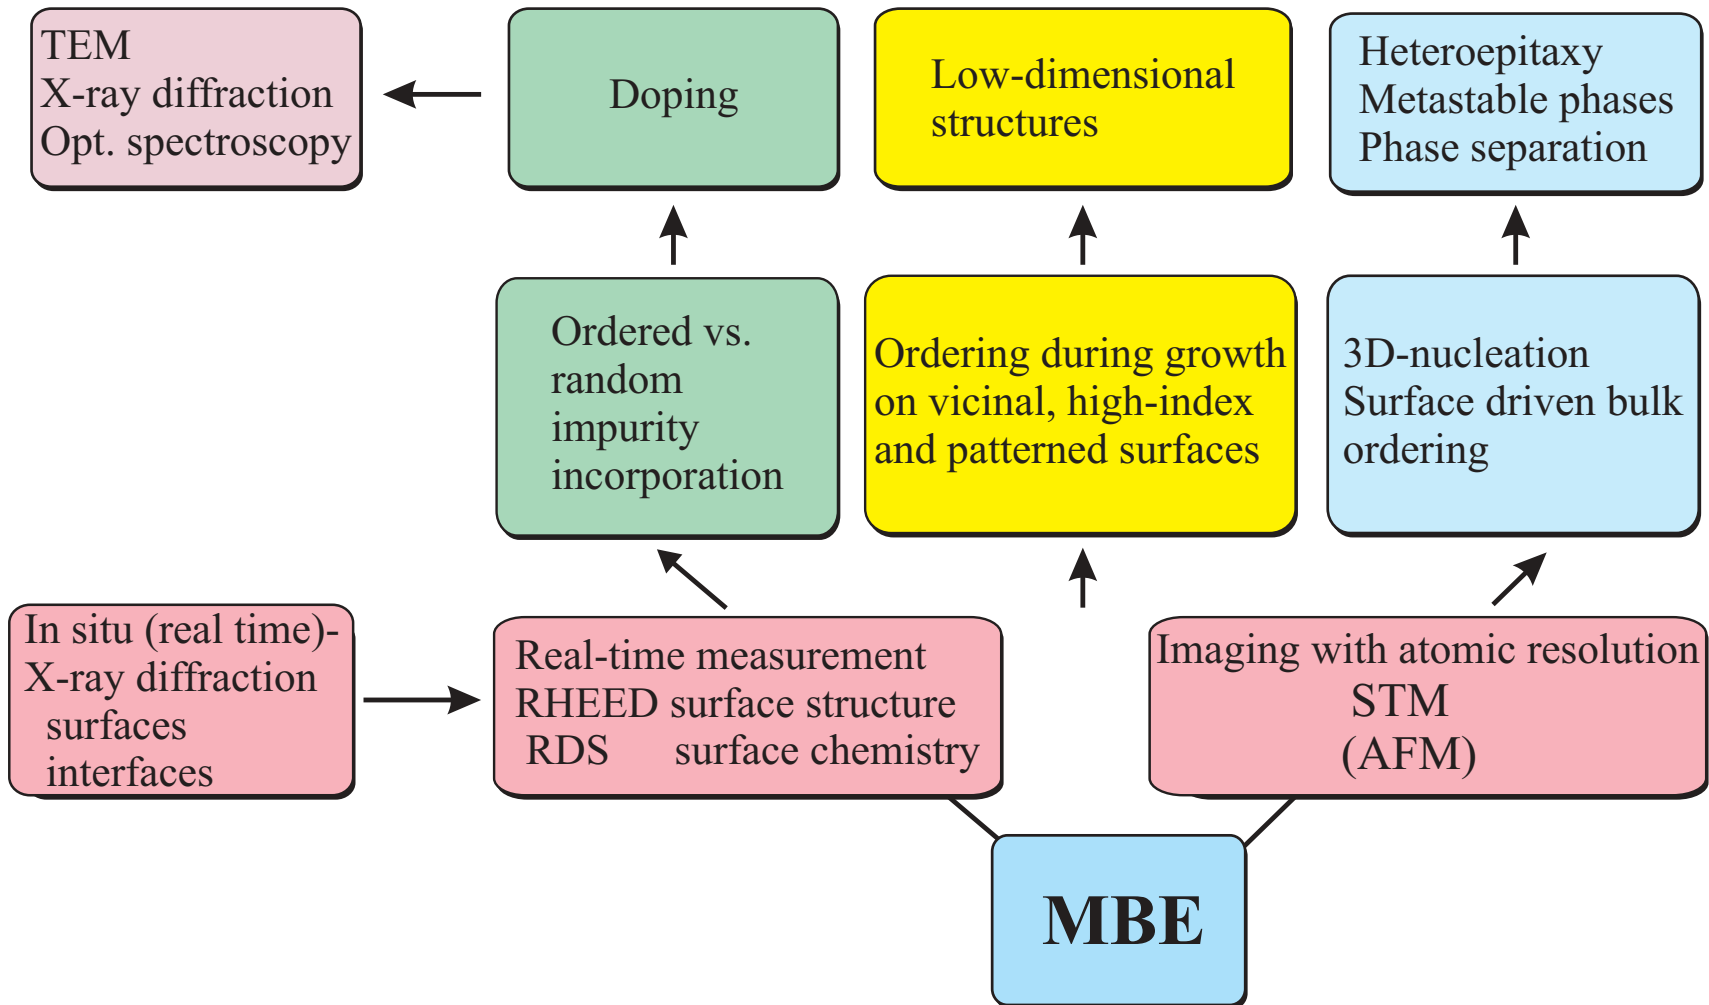 TEM
X-ray diffraction
Opt. spectroscopy
Doping
Low-dimensional
structures
Heteroepitaxy
Metastable phases
Phase separation
Ordered vs.
random
impurity
incorporation
Ordering during growth
on vicinal, high-index
and patterned surfaces
3D-nucleation
Surface driven bulk
ordering
In situ (real time)-
X-ray diffraction
surfaces
interfaces
Real-time measurement
RHEED surface structure
RDS surface chemistry
Imaging with atomic resolution
STM
(AFM)
MBE